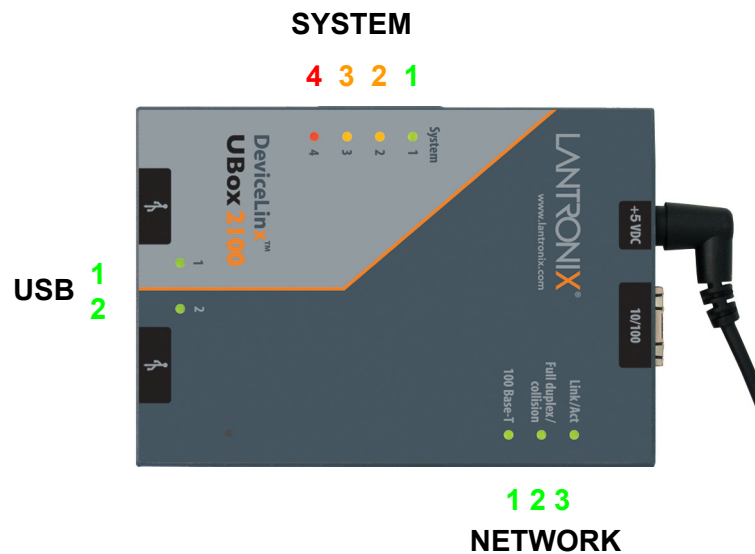 SYSTEM
4 3 2 1
System
4 3 2 1
DeviceLinx™
UBox 2100
LANTRONIX®
www.lantronix.com
+5 VDC
10/100
USB
1
2
1
2
100 Base-T
Full duplex/
collision
Link/Act
1 2 3
NETWORK